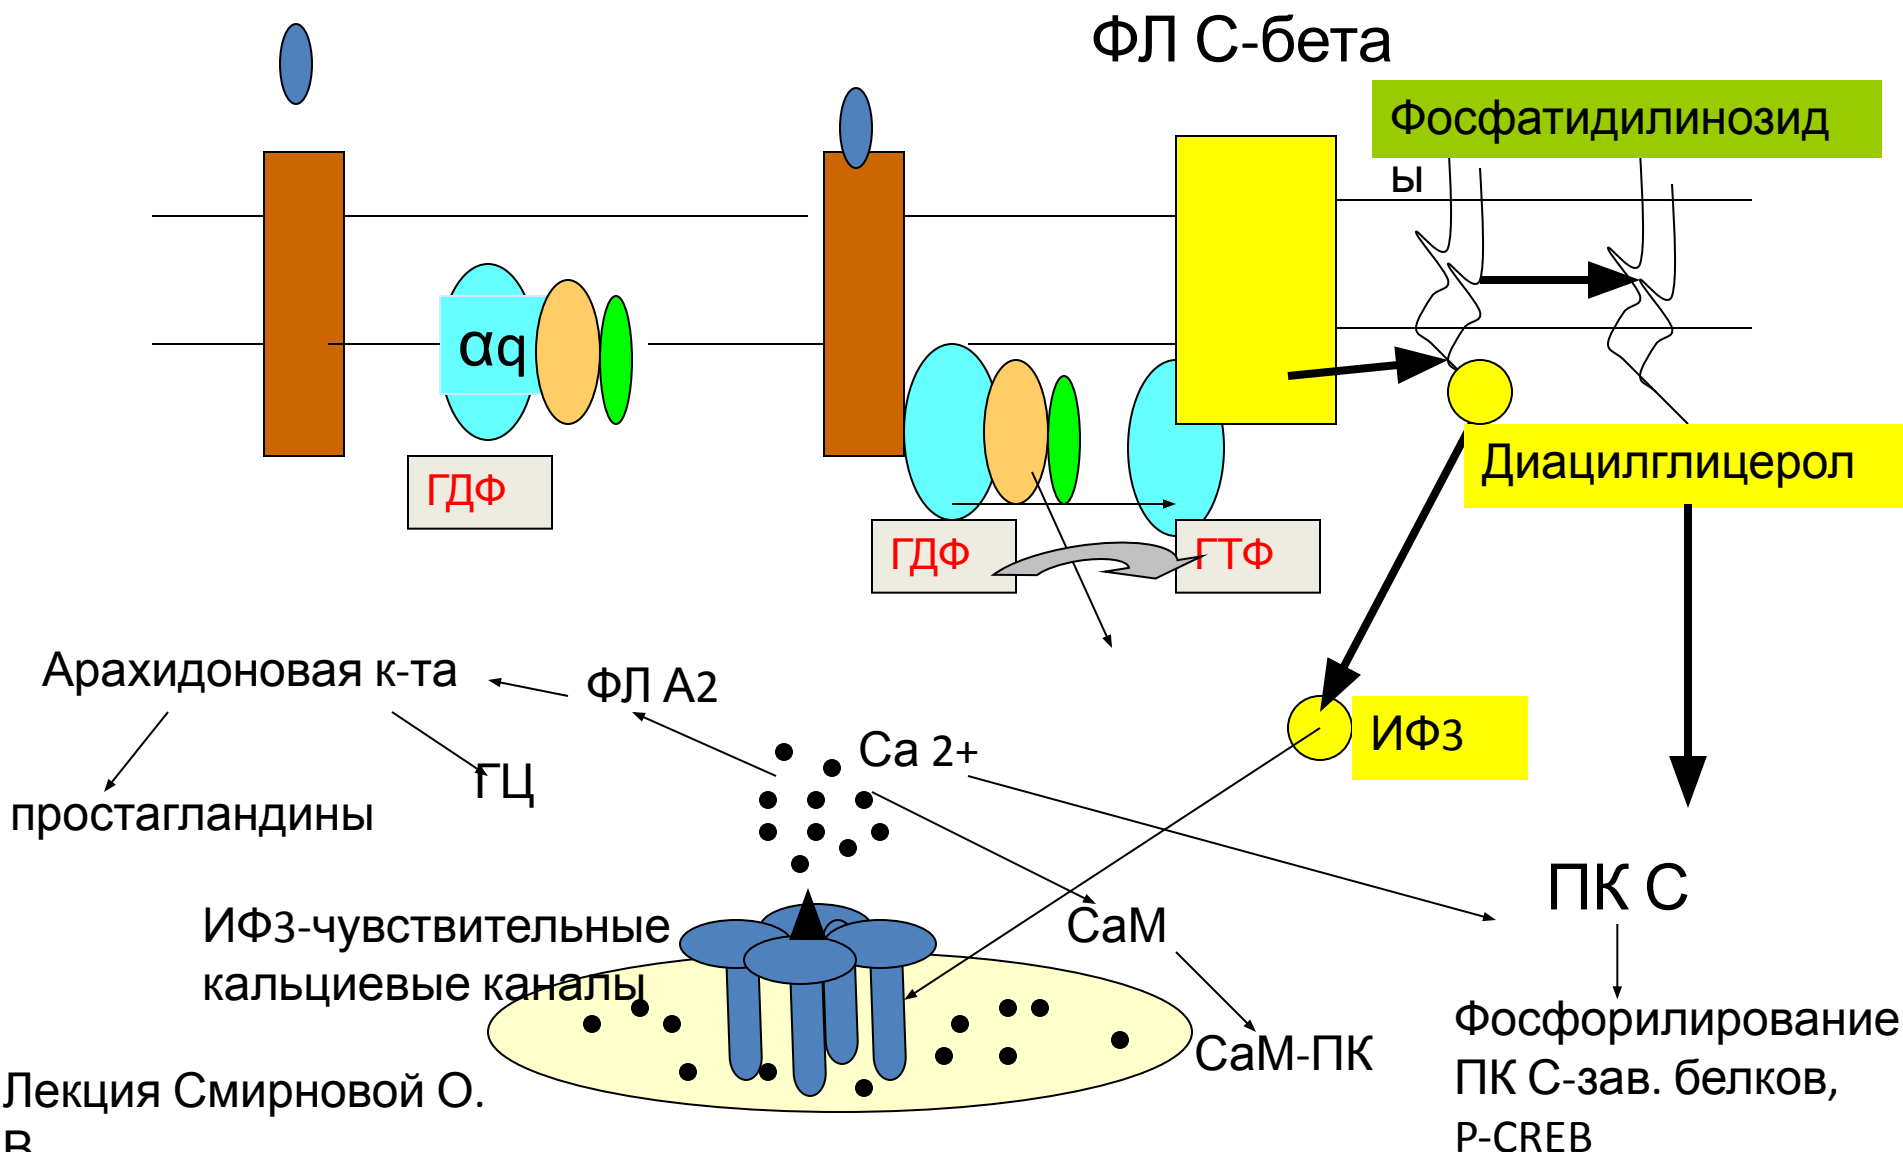 ФЛ С-бета
Фосфатидилинозид
ы
αq
ГДФ
ГДФ
ГТФ
Диацилглицерол
Арахидоновая к-та
ФЛ А2
Са 2+
ИФ3
ГЦ
простагландины
ПК С
ИФ3-чувствительные
кальциевые каналы
СаМ
СаМ-ПК
Фосфорилирование
ПК С-зав. белков,
P-CREB
Лекция Смирновой О.
В